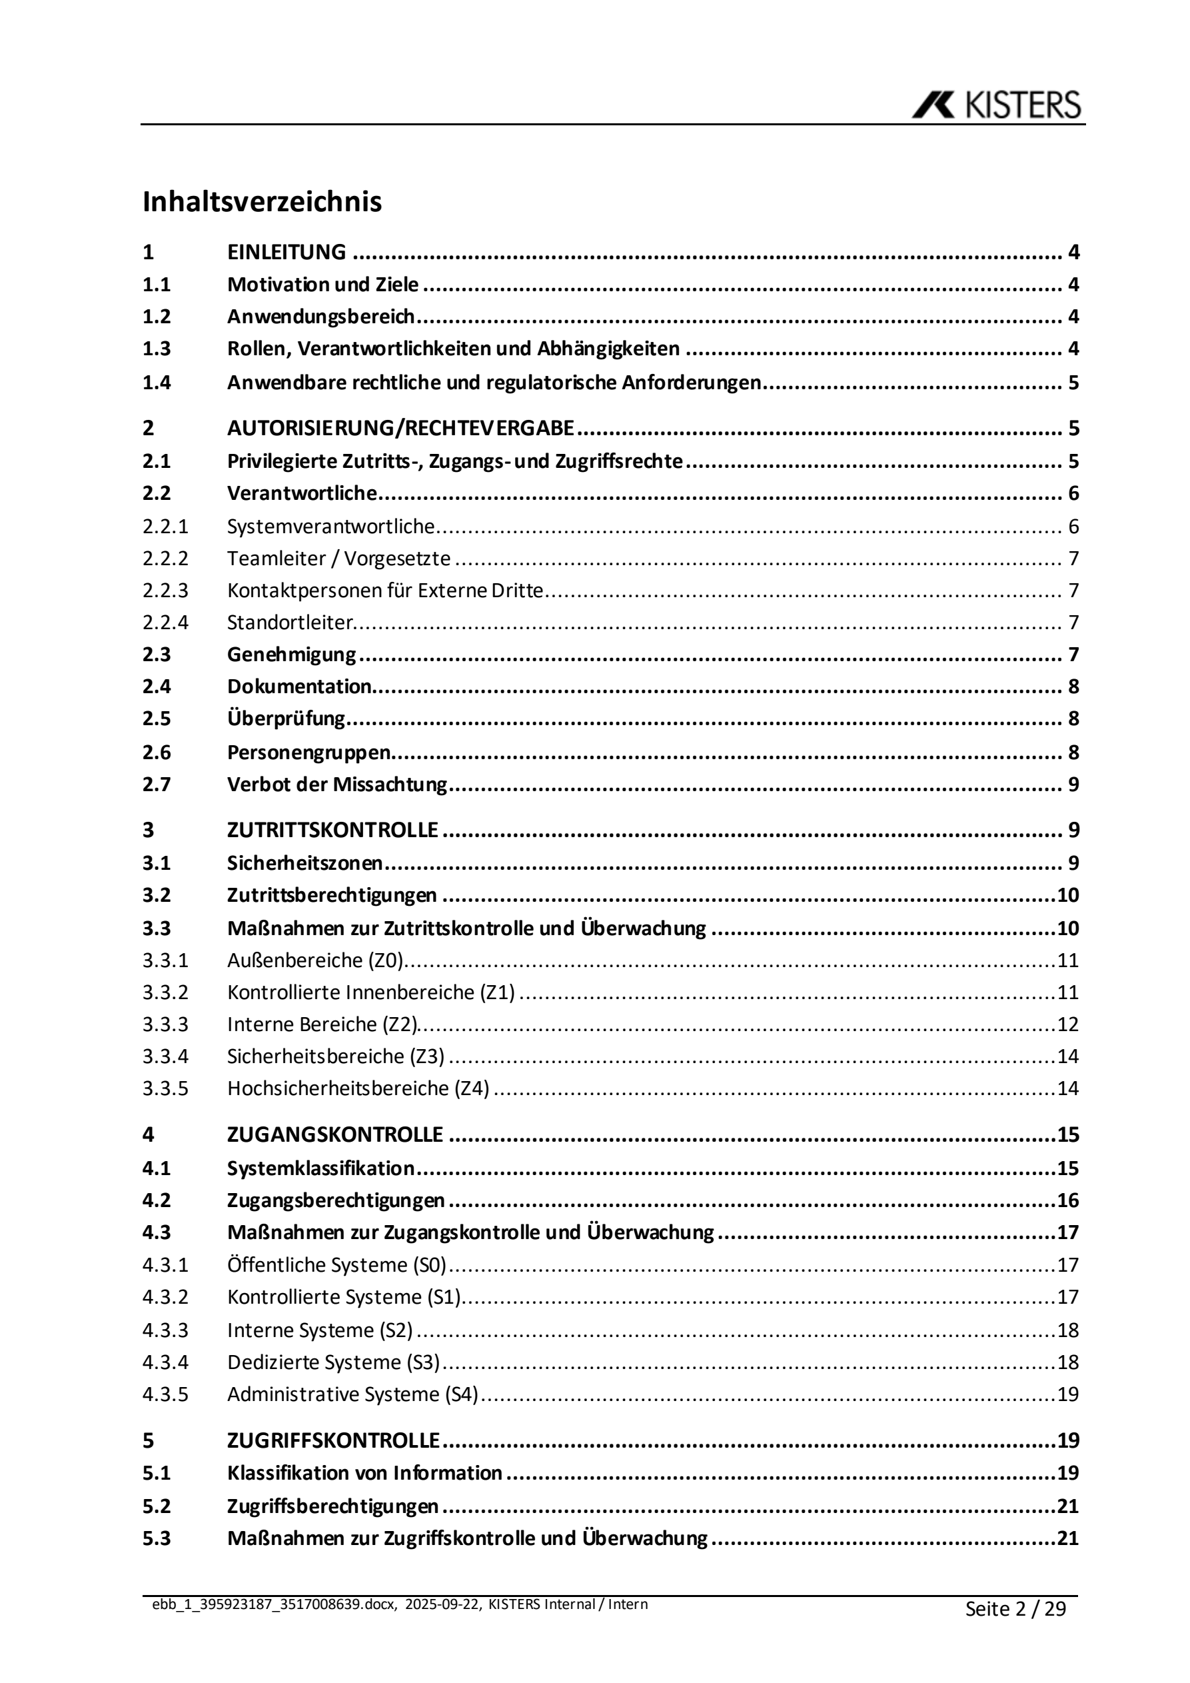 KISTERS
Inhaltsverzeichnis
1 EINLEITUNG ........ 4
1.1 Motivation und Ziele ........ 4
1.2 Anwendungsbereich ........ 4
1.3 Rollen, Verantwortlichkeiten und Abhängigkeiten ........ 4
1.4 Anwendbare rechtliche und regulatorische Anforderungen ........ 5
2 AUTORISIERUNG/RECHTEVERGABE ........ 5
2.1 Privilegierte Zutritts-, Zugangs- und Zugriffsrechte ........ 5
2.2 Verantwortliche ........ 6
2.2.1 Systemverantwortliche ........ 6
2.2.2 Teamleiter / Vorgesetzte ........ 7
2.2.3 Kontaktpersonen für Externe Dritte ........ 7
2.2.4 Standortleiter ........ 7
2.3 Genehmigung ........ 7
2.4 Dokumentation ........ 8
2.5 Überprüfung ........ 8
2.6 Personengruppen ........ 8
2.7 Verbot der Missachtung ........ 9
3 ZUTRITTSKONTROLLE ........ 9
3.1 Sicherheitszonen ........ 9
3.2 Zutrittsberechtigungen ........ 10
3.3 Maßnahmen zur Zutrittskontrolle und Überwachung ........ 10
3.3.1 Außenbereiche (Z0) ........ 11
3.3.2 Kontrollierte Innenbereiche (Z1) ........ 11
3.3.3 Interne Bereiche (Z2) ........ 12
3.3.4 Sicherheitsbereiche (Z3) ........ 14
3.3.5 Hochsicherheitsbereiche (Z4) ........ 14
4 ZUGANGSKONTROLLE ........ 15
4.1 Systemklassifikation ........ 15
4.2 Zugangsberechtigungen ........ 16
4.3 Maßnahmen zur Zugangskontrolle und Überwachung ........ 17
4.3.1 Öffentliche Systeme (S0) ........ 17
4.3.2 Kontrollierte Systeme (S1) ........ 17
4.3.3 Interne Systeme (S2) ........ 18
4.3.4 Dedizierte Systeme (S3) ........ 18
4.3.5 Administrative Systeme (S4) ........ 19
5 ZUGRIFFSKONTROLLE ........ 19
5.1 Klassifikation von Information ........ 19
5.2 Zugriffsberechtigungen ........ 21
5.3 Maßnahmen zur Zugriffskontrolle und Überwachung ........ 21
ebb_1_395923187_3517008639.docx, 2025-09-22, KISTERS Internal / Intern
Seite 2 / 29